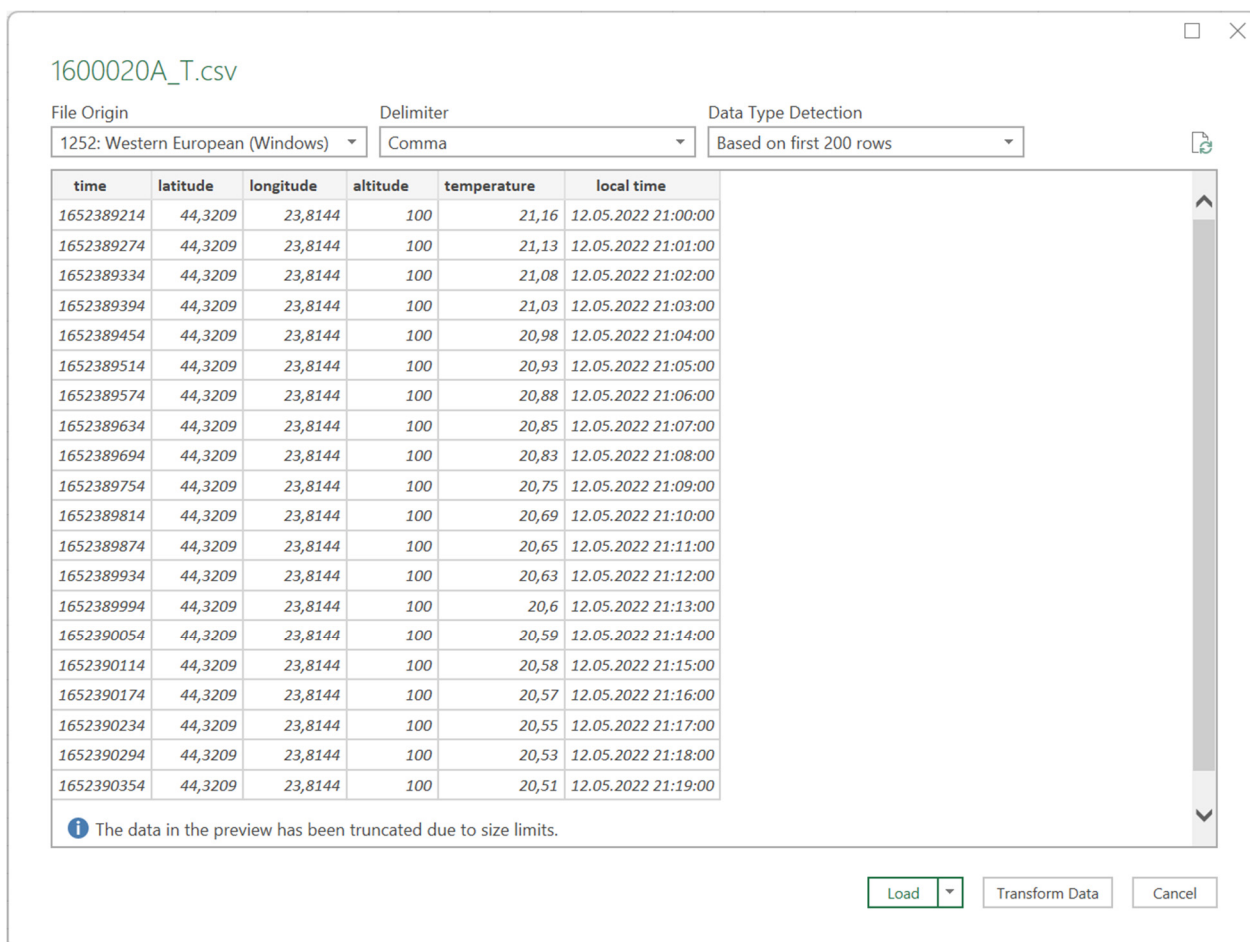 1600020A_T.csv
File Origin Delimiter Data Type Detection
1252: Western European (Windows) Comma Based on first 200 rows
time latitude longitude altitude temperature local time
1652389214 44,3209 23,8144 100 21,16 12.05.2022 21:00:00
1652389274 44,3209 23,8144 100 21,13 12.05.2022 21:01:00
1652389334 44,3209 23,8144 100 21,08 12.05.2022 21:02:00
1652389394 44,3209 23,8144 100 21,03 12.05.2022 21:03:00
1652389454 44,3209 23,8144 100 20,98 12.05.2022 21:04:00
1652389514 44,3209 23,8144 100 20,93 12.05.2022 21:05:00
1652389574 44,3209 23,8144 100 20,88 12.05.2022 21:06:00
1652389634 44,3209 23,8144 100 20,85 12.05.2022 21:07:00
1652389694 44,3209 23,8144 100 20,83 12.05.2022 21:08:00
1652389754 44,3209 23,8144 100 20,75 12.05.2022 21:09:00
1652389814 44,3209 23,8144 100 20,69 12.05.2022 21:10:00
1652389874 44,3209 23,8144 100 20,65 12.05.2022 21:11:00
1652389934 44,3209 23,8144 100 20,63 12.05.2022 21:12:00
1652389994 44,3209 23,8144 100 20,6 12.05.2022 21:13:00
1652390054 44,3209 23,8144 100 20,59 12.05.2022 21:14:00
1652390114 44,3209 23,8144 100 20,58 12.05.2022 21:15:00
1652390174 44,3209 23,8144 100 20,57 12.05.2022 21:16:00
1652390234 44,3209 23,8144 100 20,55 12.05.2022 21:17:00
1652390294 44,3209 23,8144 100 20,53 12.05.2022 21:18:00
1652390354 44,3209 23,8144 100 20,51 12.05.2022 21:19:00
The data in the preview has been truncated due to size limits.
Load Transform Data Cancel